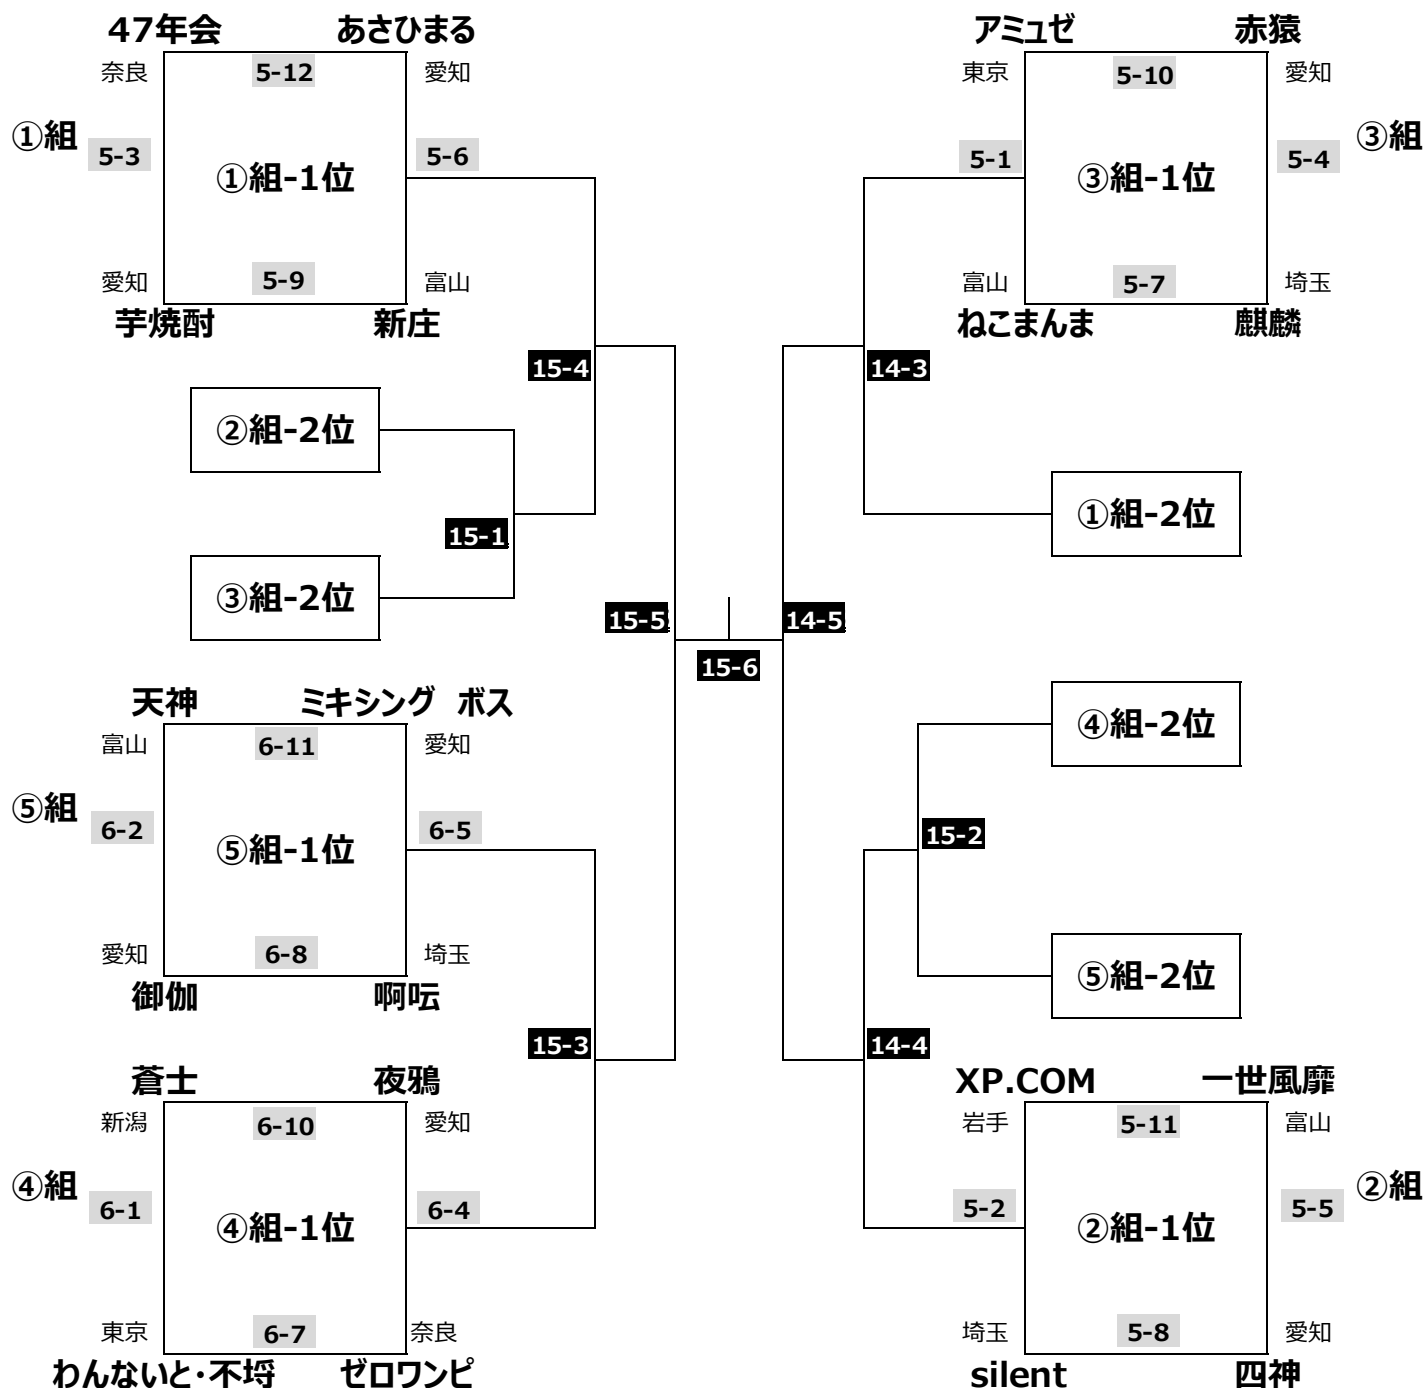 47年会 あさひまる
奈良 5-12 愛知
①組 5-3 ①組-1位 5-6
愛知 5-9 富山
芋焼酎 新庄
アミュゼ 赤猿
東京 5-10 愛知
5-1 ③組-1位 5-4 ③組
富山 5-7 埼玉
ねこまんま 麒麟
15-4
14-3
②組-2位
15-1
③組-2位
①組-2位
15-5
14-5
15-6
天神 ミキシング ボス
富山 6-11 愛知
⑤組 6-2 ⑤組-1位 6-5
愛知 6-8 埼玉
御伽 啊呍
④組-2位
15-2
⑤組-2位
15-3
14-4
蒼士 夜鴉
新潟 6-10 愛知
④組 6-1 ④組-1位 6-4
東京 6-7 奈良
わんないと・不埒 ゼロワンピ
XP.COM 一世風靡
岩手 5-11 富山
5-2 ②組-1位 5-5 ②組
埼玉 5-8 愛知
silent 四神